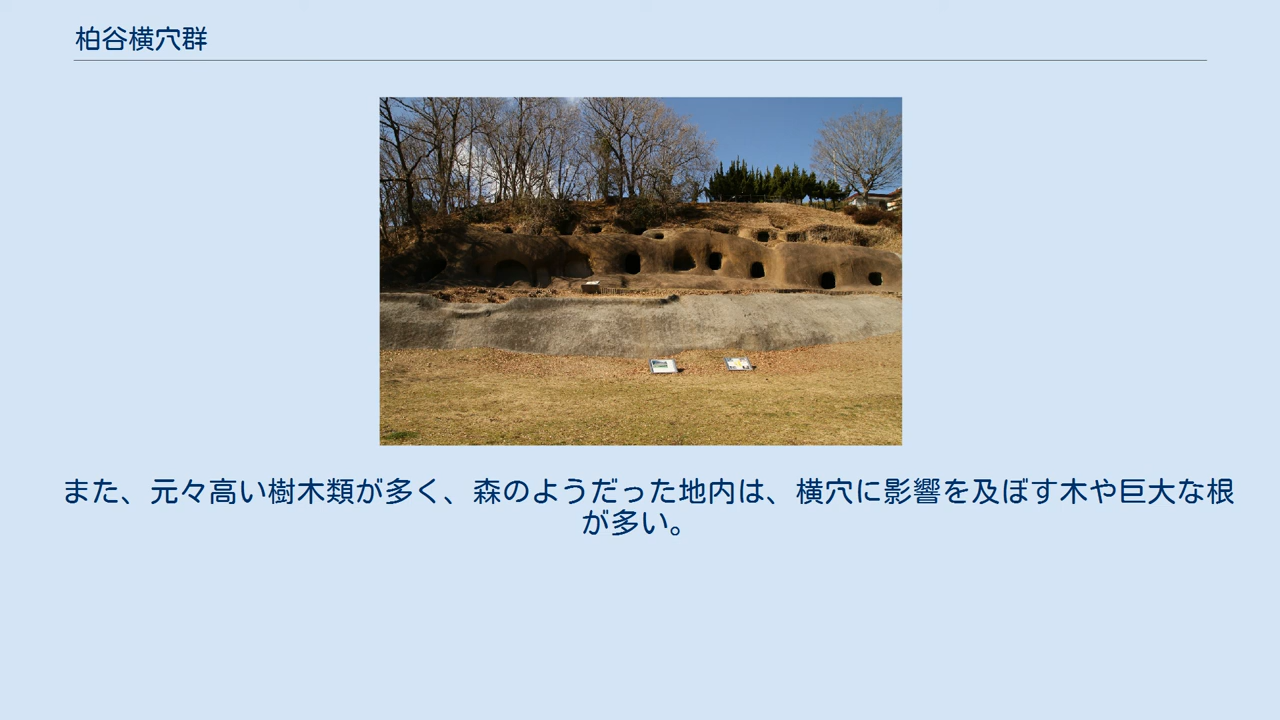 柏谷横穴群
また、元々高い樹木類が多く、森のようだった地内は、横穴に影響を及ぼす木や巨大な根
が多い。